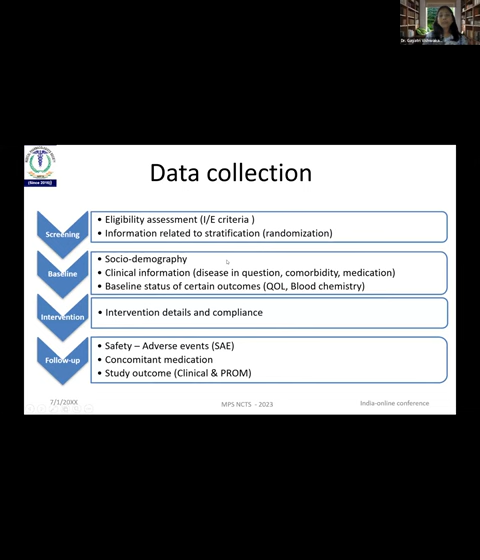 Data collection
Screening
• Eligibility assessment (I/E criteria )
• Information related to stratification (randomization)
Baseline
• Socio-demography
• Clinical information (disease in question, comorbidity, medication)
• Baseline status of certain outcomes (QOL, Blood chemistry)
Intervention
• Intervention details and compliance
Follow-up
• Safety – Adverse events (SAE)
• Concomitant medication
• Study outcome (Clinical & PROM)
7/1/20XX
MPS NCTS - 2023
India-online conference